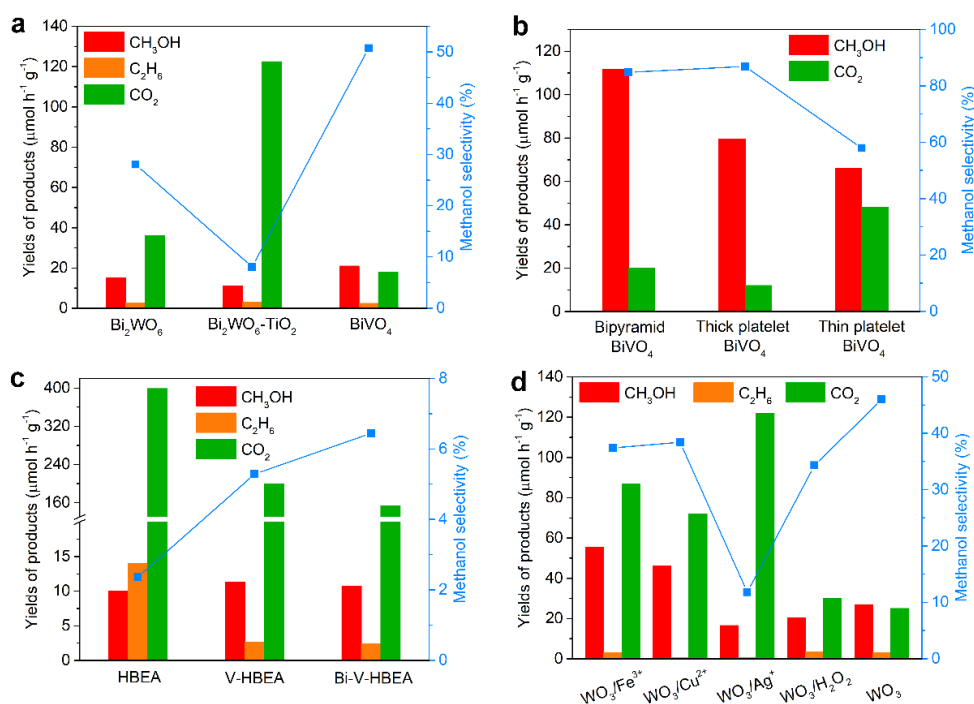 a
CH₃OH
C₂H₆
CO₂
Yields of products (μmol h⁻¹ g⁻¹)
140
120
100
80
60
40
20
0
50
40
30
20
10
0
Methanol selectivity (%)
Bi₂WO₆
Bi₂WO₆-TiO₂
BiVO₄
b
CH₃OH
CO₂
Yields of products (μmol h⁻¹ g⁻¹)
120
100
80
60
40
20
0
100
80
60
40
20
0
Methanol selectivity (%)
Bipyramid
BiVO₄
Thick platelet
BiVO₄
Thin platelet
BiVO₄
c
CH₃OH
C₂H₆
CO₂
Yields of products (μmol h⁻¹ g⁻¹)
400
320
240
160
15
10
5
0
8
6
4
2
0
Methanol selectivity (%)
HBEA
V-HBEA
Bi-V-HBEA
d
CH₃OH
C₂H₆
CO₂
Yields of products (μmol h⁻¹ g⁻¹)
140
120
100
80
60
40
20
0
50
40
30
20
10
0
Methanol selectivity (%)
WO₃/Fe³⁺
WO₃/Cu²⁺
WO₃/Ag⁺
WO₃/H₂O₂
WO₃